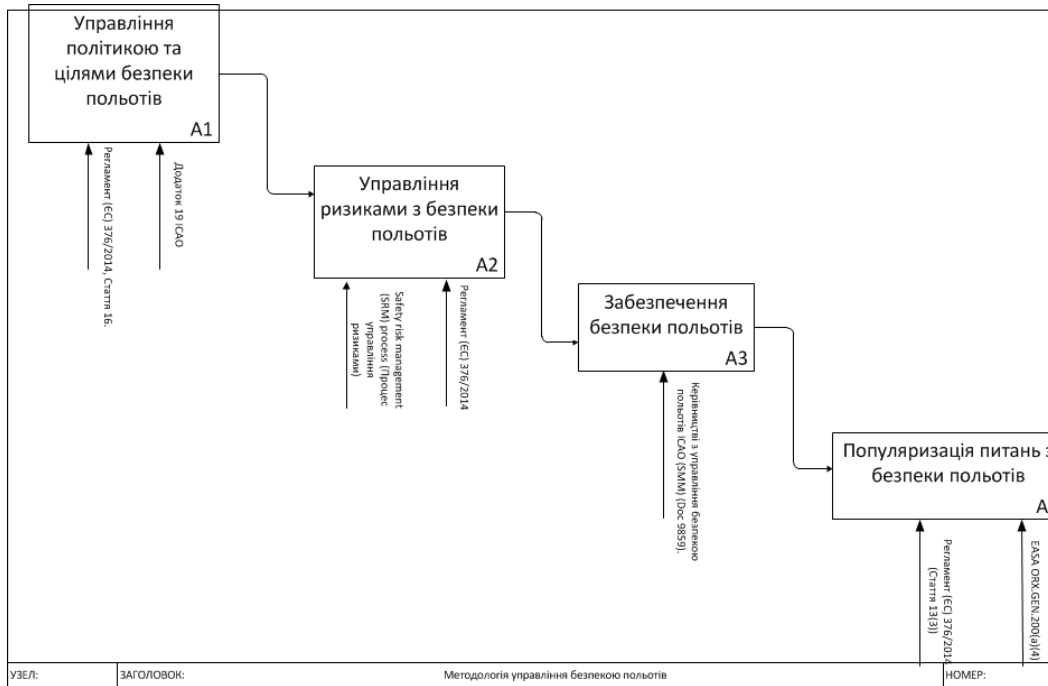 Управління
політикою та
цілями безпеки
польотів
A1
Регламент (ЄС) 376/2014, Стаття 16.
Додаток 19 ICAO
Управління
ризиками з безпеки
польотів
A2
Safety risk management
(SRM) process (Процес
управління
ризиками)
Регламент (ЄС) 376/2014
Забезпечення
безпеки польотів
A3
Керівництві з управління безпекою
польотів ICAO (SMM) (Doc 9859).
Популяризація питань з
безпеки польотів
A
Регламент (ЄС) 376/2014
(Стаття 13(3))
EASA ORX.GEN.200(a)(4)
УЗЕЛ:
ЗАГОЛОВОК:
Методологія управління безпекою польотів
НОМЕР: